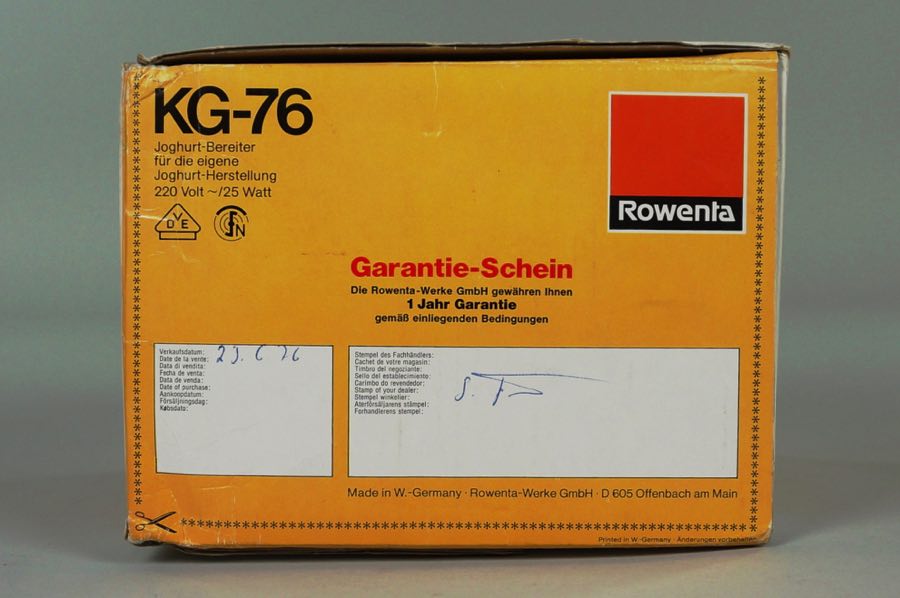 KG-76
Joghurt-Bereiter
für die eigene
Joghurt-Herstellung
220 Volt ~/25 Watt
VDE
Rowenta
Garantie-Schein
Die Rowenta-Werke GmbH gewähren Ihnen
1 Jahr Garantie
gemäß einliegenden Bedingungen
Verkaufsdatum:
Date de la vente:
Data di vendita:
Fecha de venta:
Data de venda:
Date of purchase:
Aankoopdatum:
Försäljningsdag:
Købsdato:
Stempel des Fachhändlers:
Cachet de votre magasin:
Timbro del negoziante:
Sello del establecimiento:
Carimbo do revendedor:
Stamp of your dealer:
Stempel winkelier:
Aterförsäljarens stämpel:
Forhandlerens stempel:
Made in W.-Germany · Rowenta-Werke GmbH · D 605 Offenbach am Main
Printed in W.-Germany · Änderungen vorbehalten